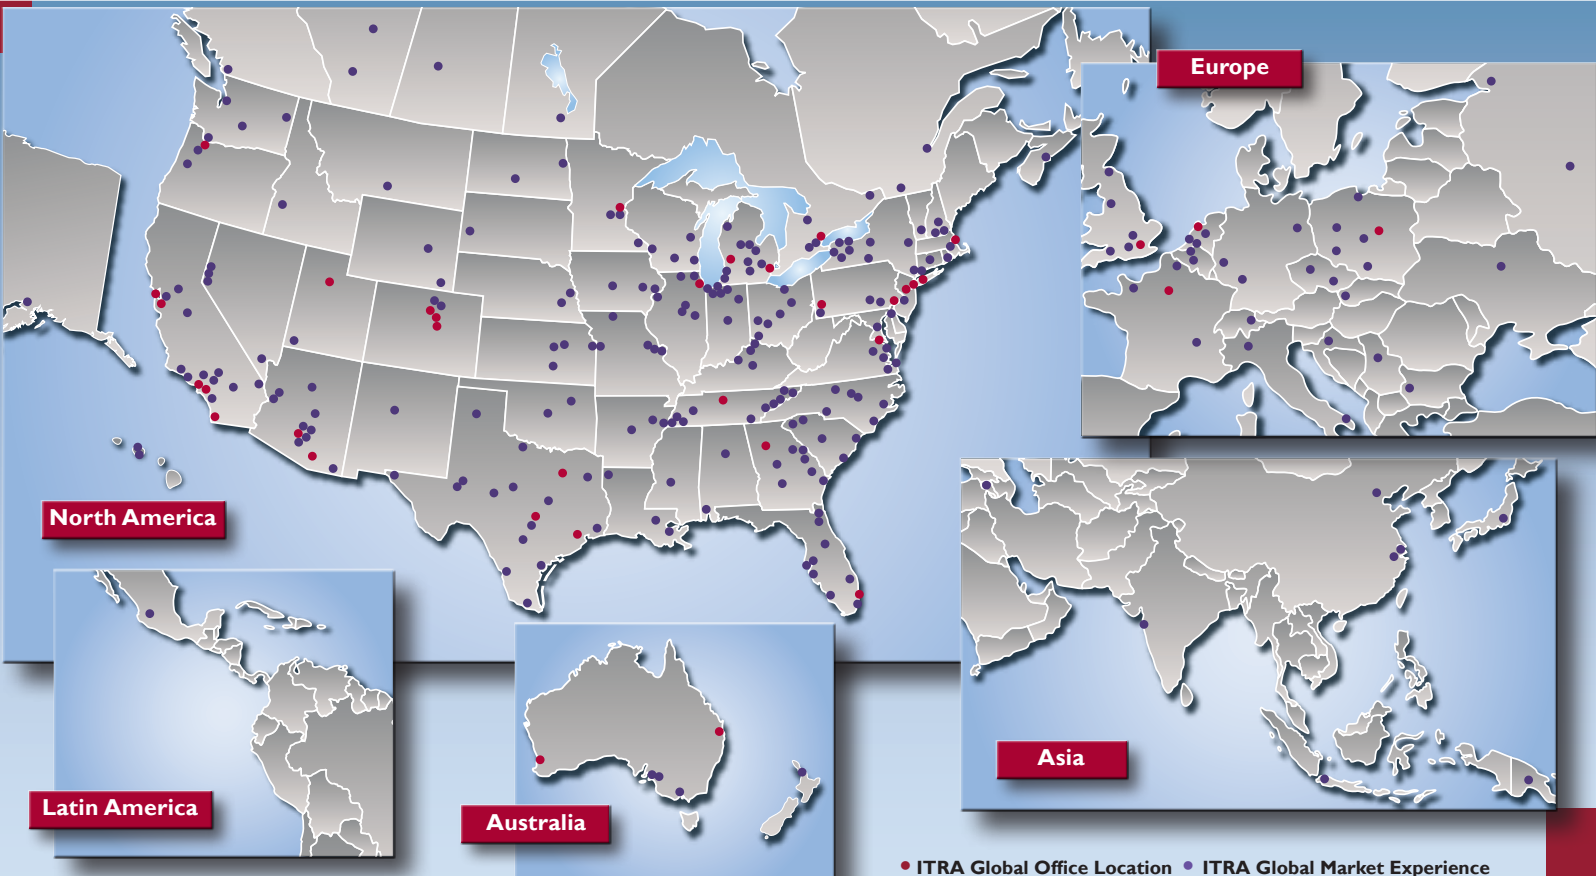 Europe
North America
Asia
Latin America
Australia
ITRA Global Office Location ITRA Global Market Experience